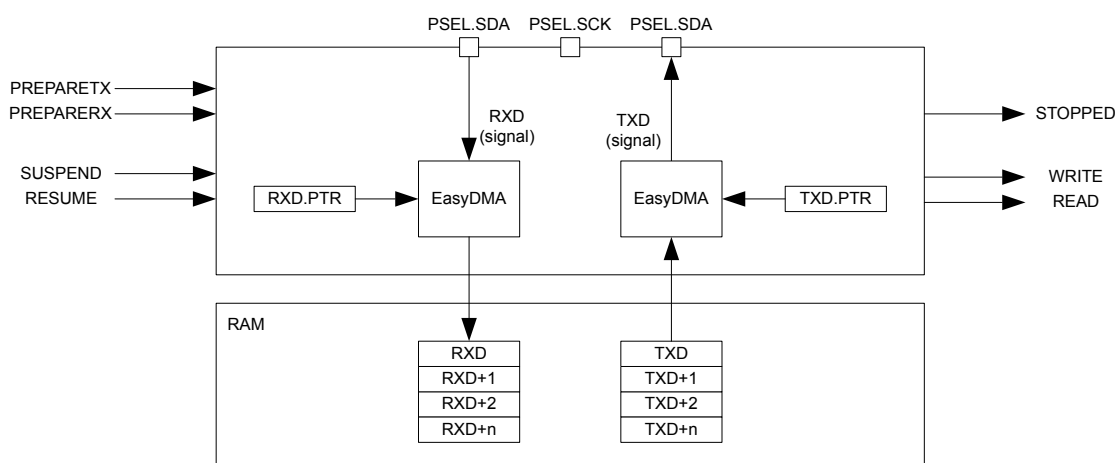 PSEL.SDA PSEL.SCK PSEL.SDA
PREPARETX
PREPARERX
RXD
(signal)
TXD
(signal)
STOPPED
SUSPEND
RESUME
RXD.PTR
EasyDMA
EasyDMA
TXD.PTR
WRITE
READ
RAM
RXD
RXD+1
RXD+2
RXD+n
TXD
TXD+1
TXD+2
TXD+n